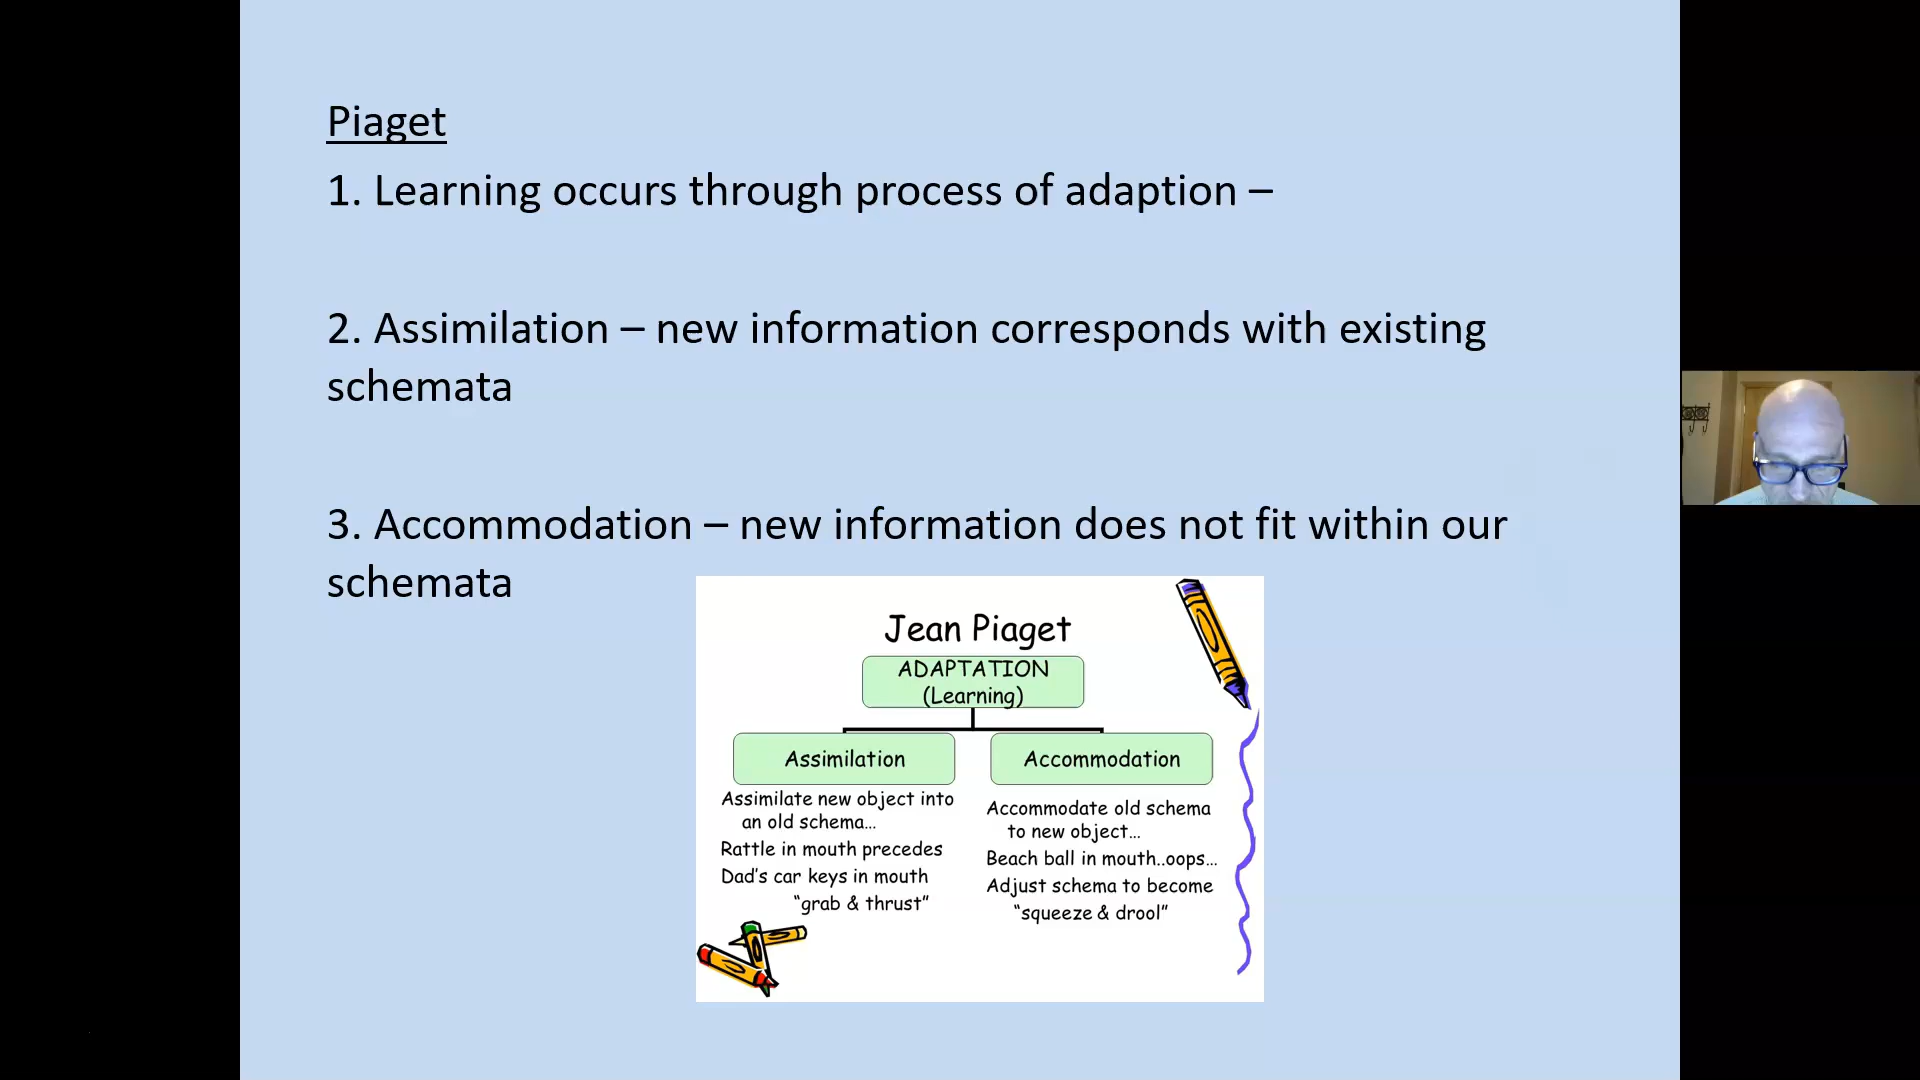 Piaget
1. Learning occurs through process of adaption –
2. Assimilation – new information corresponds with existing
schemata
3. Accommodation – new information does not fit within our
schemata
Jean Piaget
ADAPTATION
(Learning)
Assimilation
Assimilate new object into
an old schema...
Rattle in mouth precedes
Dad's car keys in mouth
"grab & thrust"
Accommodation
Accommodate old schema
to new object...
Beach ball in mouth..oops...
Adjust schema to become
"squeeze & drool"